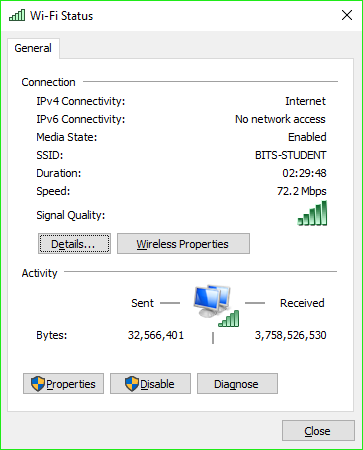 Wi-Fi Status
General
Connection
IPv4 Connectivity: Internet
IPv6 Connectivity: No network access
Media State: Enabled
SSID: BITS-STUDENT
Duration: 02:29:48
Speed: 72.2 Mbps
Signal Quality:
Details... Wireless Properties
Activity
Sent Received
Bytes: 32,566,401 3,758,526,530
Properties Disable Diagnose
Close